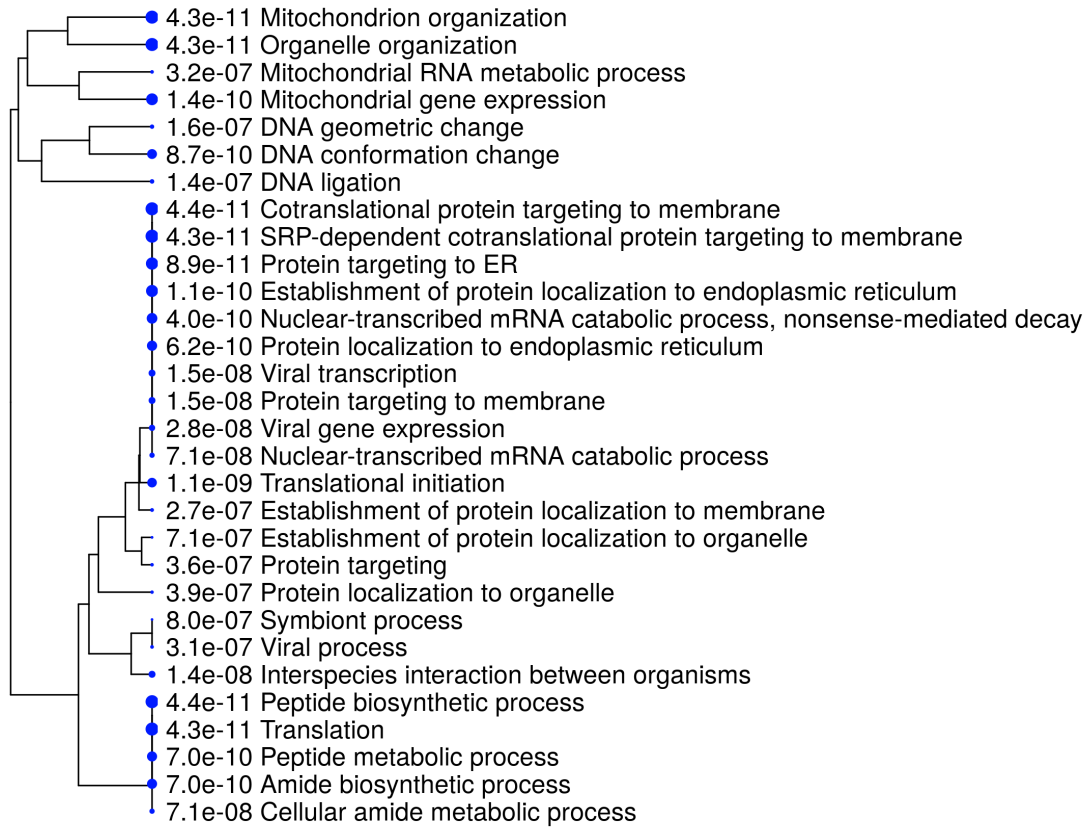 4.3e-11 Mitochondrion organization
4.3e-11 Organelle organization
3.2e-07 Mitochondrial RNA metabolic process
1.4e-10 Mitochondrial gene expression
1.6e-07 DNA geometric change
8.7e-10 DNA conformation change
1.4e-07 DNA ligation
4.4e-11 Cotranslational protein targeting to membrane
4.3e-11 SRP-dependent cotranslational protein targeting to membrane
8.9e-11 Protein targeting to ER
1.1e-10 Establishment of protein localization to endoplasmic reticulum
4.0e-10 Nuclear-transcribed mRNA catabolic process, nonsense-mediated decay
6.2e-10 Protein localization to endoplasmic reticulum
1.5e-08 Viral transcription
1.5e-08 Protein targeting to membrane
2.8e-08 Viral gene expression
7.1e-08 Nuclear-transcribed mRNA catabolic process
1.1e-09 Translational initiation
2.7e-07 Establishment of protein localization to membrane
7.1e-07 Establishment of protein localization to organelle
3.6e-07 Protein targeting
3.9e-07 Protein localization to organelle
8.0e-07 Symbiont process
3.1e-07 Viral process
1.4e-08 Interspecies interaction between organisms
4.4e-11 Peptide biosynthetic process
4.3e-11 Translation
7.0e-10 Peptide metabolic process
7.0e-10 Amide biosynthetic process
7.1e-08 Cellular amide metabolic process